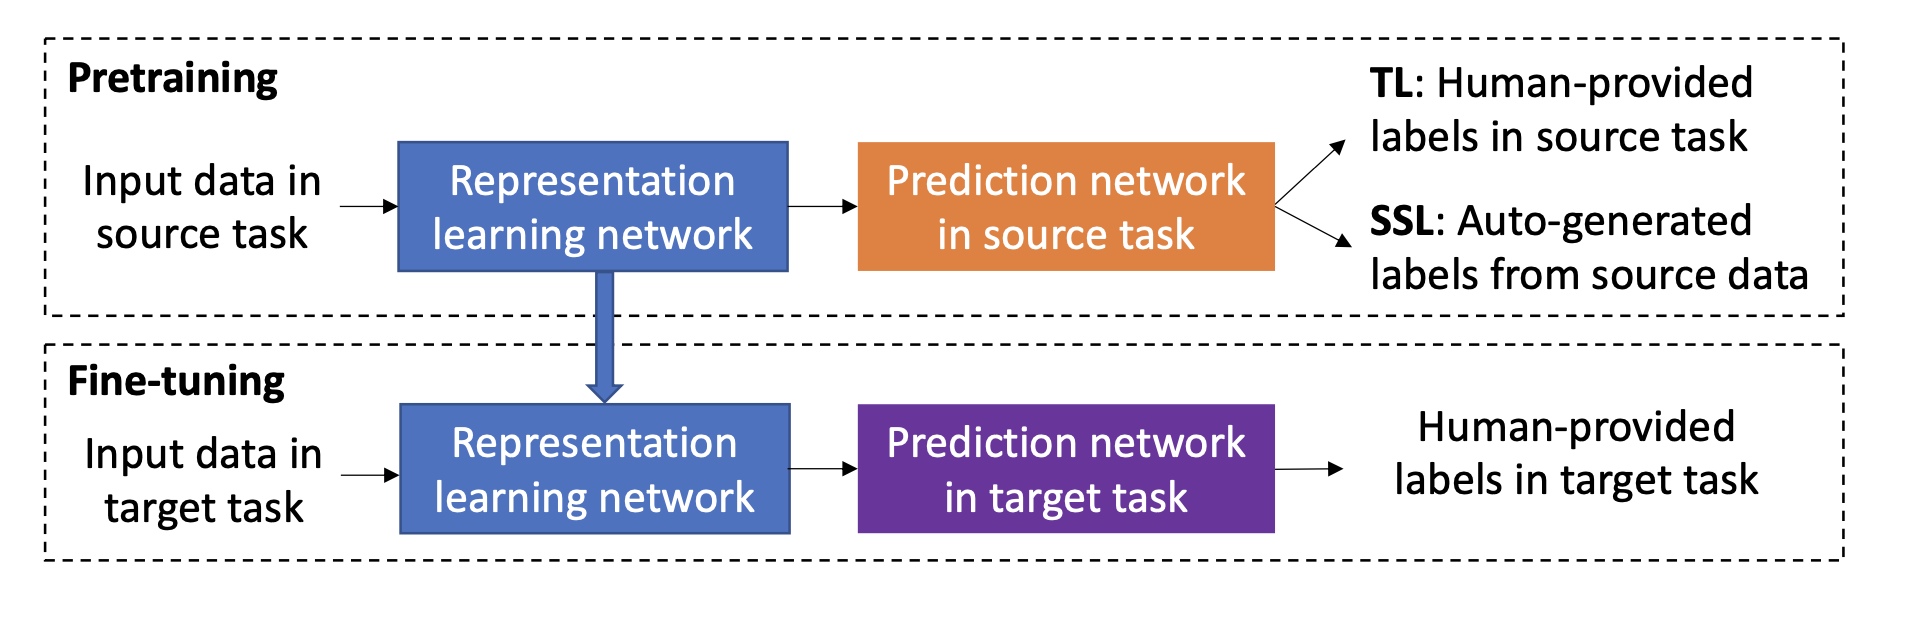 Pretraining
Input data in
source task
Representation
learning network
Prediction network
in source task
TL: Human-provided
labels in source task
SSL: Auto-generated
labels from source data
Fine-tuning
Input data in
target task
Representation
learning network
Prediction network
in target task
Human-provided
labels in target task